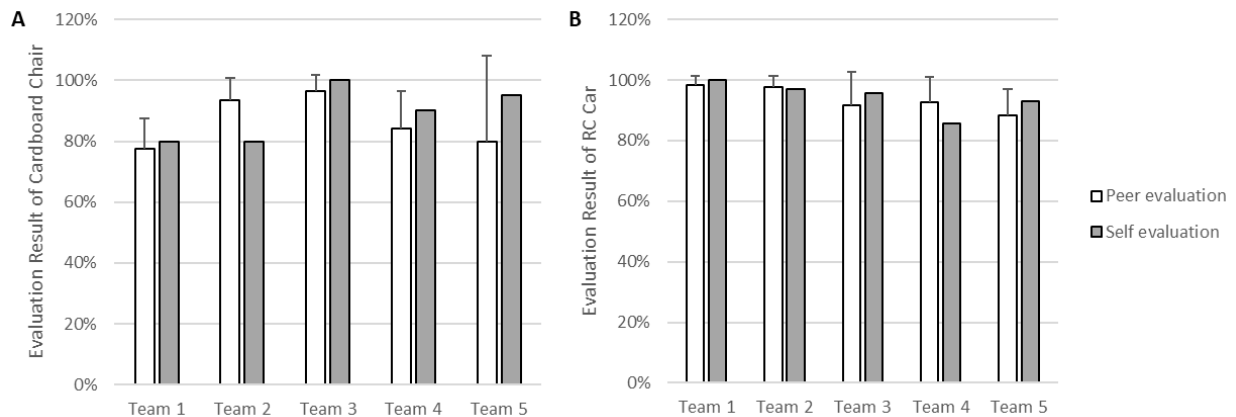 A
Evaluation Result of Cardboard Chair
120%
100%
80%
60%
40%
20%
0%
Team 1 Team 2 Team 3 Team 4 Team 5
B
Evaluation Result of RC Car
120%
100%
80%
60%
40%
20%
0%
Team 1 Team 2 Team 3 Team 4 Team 5
Peer evaluation
Self evaluation